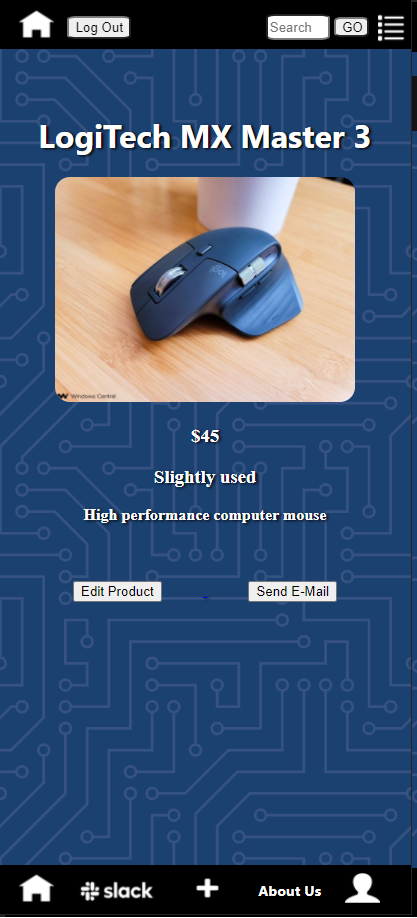 Log Out
Search
GO
LogiTech MX Master 3
logi
Windows Central
$45
Slightly used
High performance computer mouse
Edit Product
Send E-Mail
slack
About Us